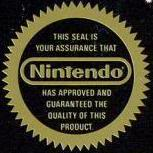 THIS SEAL IS
YOUR ASSURANCE THAT
Nintendo
HAS APPROVED AND
GUARANTEED THE
QUALITY OF THIS
PRODUCT.